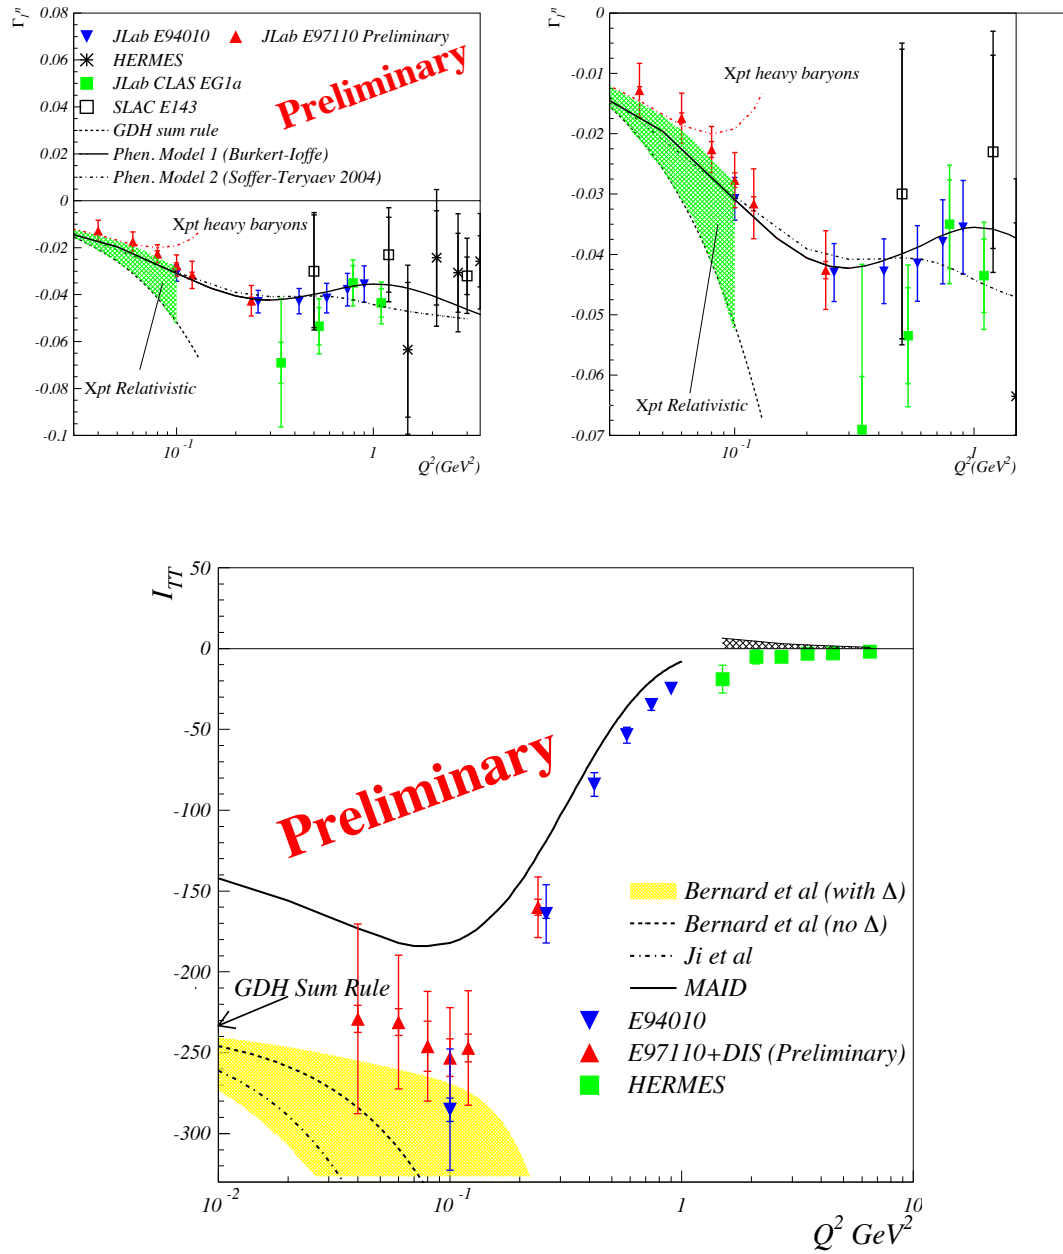 Γ₁ⁿ
0.08
0.06
0.04
0.02
0
-0.02
-0.04
-0.06
-0.08
-0.1
JLab E94010
JLab E97110 Preliminary
HERMES
JLab CLAS EG1a
SLAC E143
GDH sum rule
Phen. Model 1 (Burkert-Ioffe)
Phen. Model 2 (Soffer-Teryaev 2004)
Preliminary
Χpt heavy baryons
Χpt Relativistic
10⁻¹
1
Q²(GeV²)
Γ₁ⁿ
0
-0.01
-0.02
-0.03
-0.04
-0.05
-0.06
-0.07
Χpt heavy baryons
Χpt Relativistic
10⁻¹
1
Q²(GeV²)
I_TT
50
0
-50
-100
-150
-200
-250
-300
Preliminary
GDH Sum Rule
Bernard et al (with Δ)
Bernard et al (no Δ)
Ji et al
MAID
E94010
E97110+DIS (Preliminary)
HERMES
10⁻²
10⁻¹
1
10
Q² GeV²